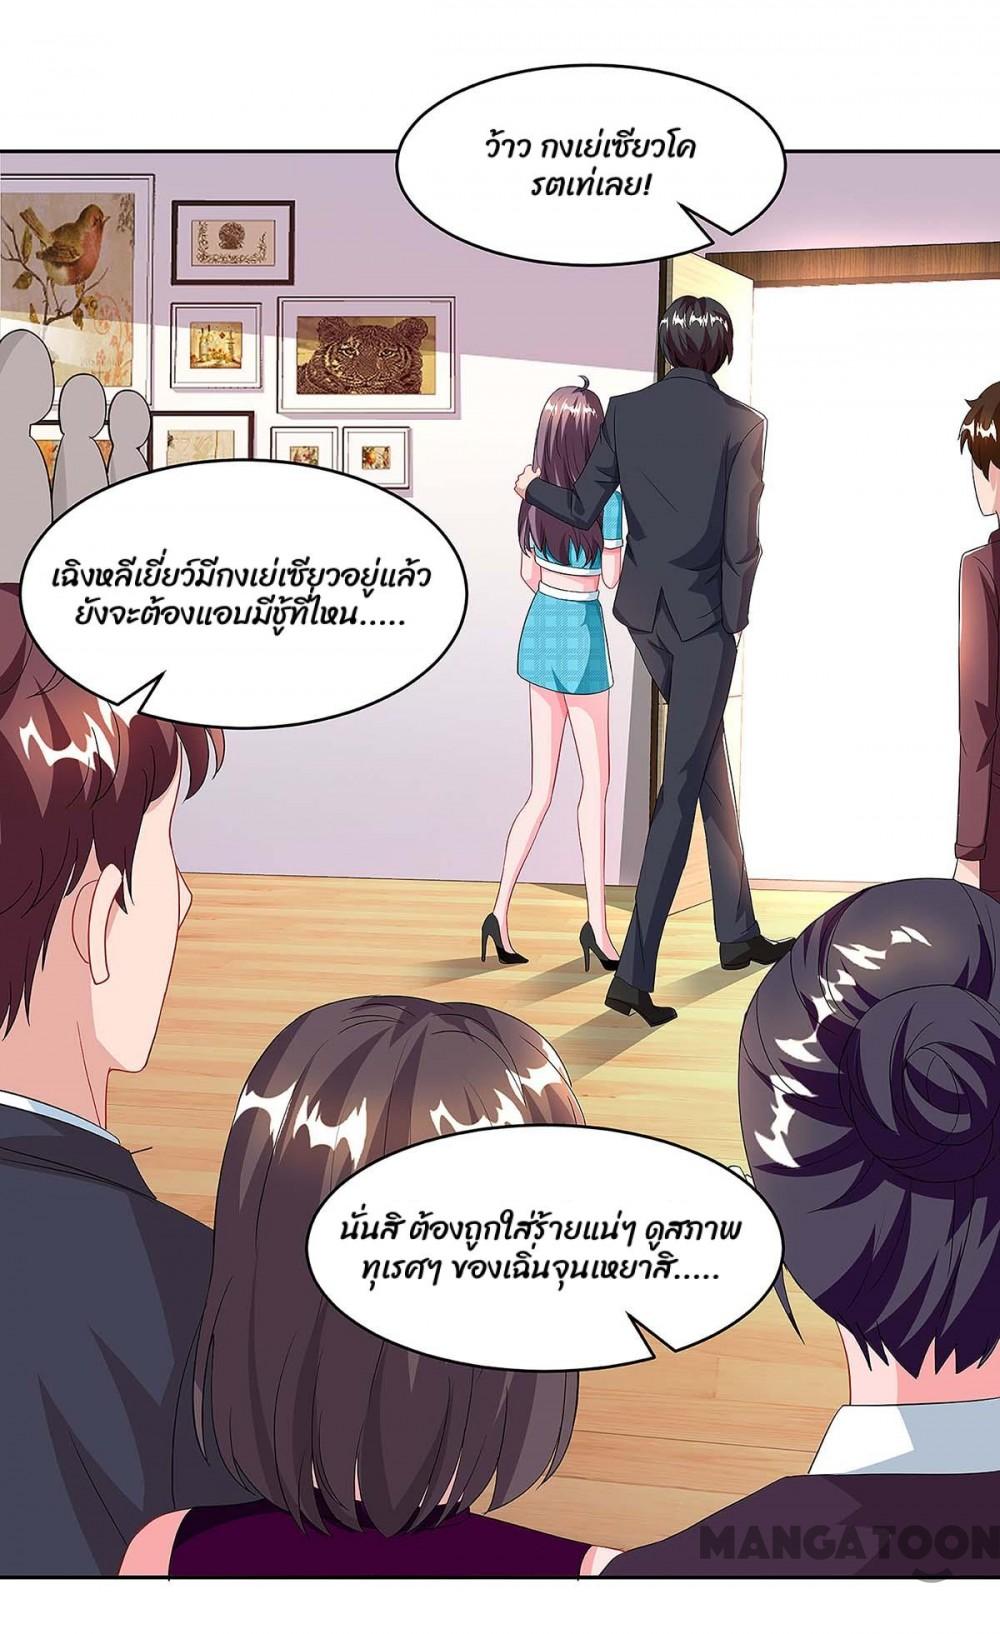 ว้าว กงเย่เซียวโค
รตเท่เลย!
เฉิงหลีเยี่ยว์มีกงเย่เซียวอยู่แล้ว
ยังจะต้องแอบมีชู้ที่ไหน.....
นั่นสิ ต้องถูกใส่ร้ายแน่ๆ ดูสภาพ
ทุเรศๆ ของเฉิ่นจุนเหยาสิ.....
MANGATOON